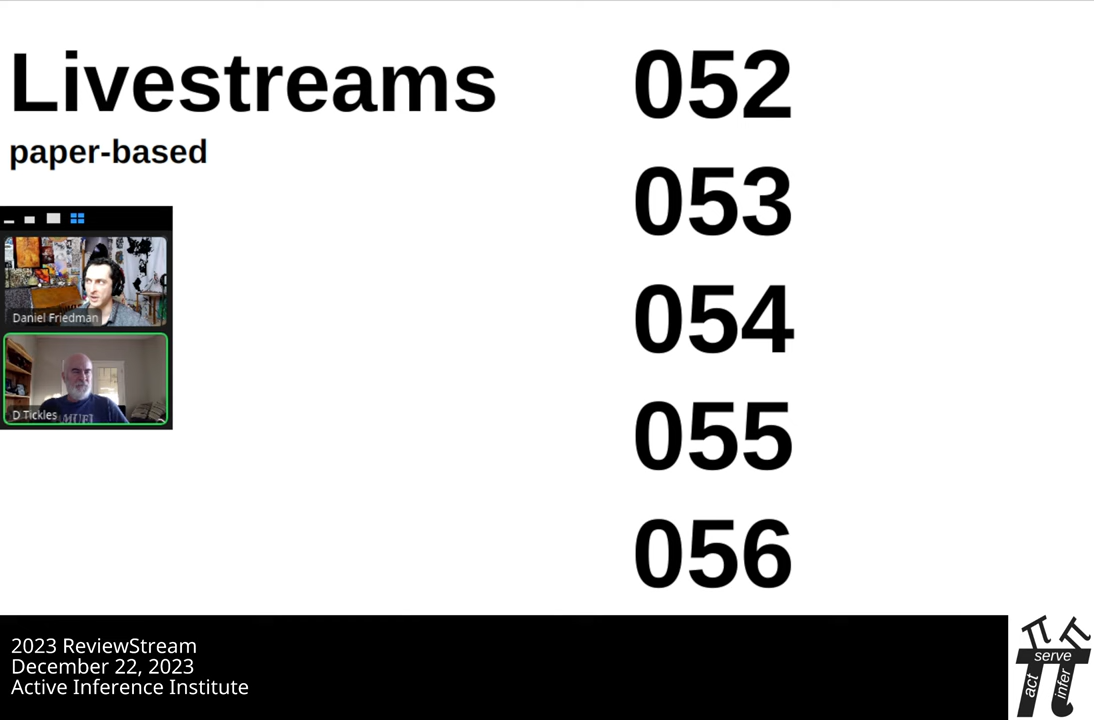 Livestreams
paper-based
052
053
054
055
056
Daniel Friedman
D Tickles
2023 ReviewStream
December 22, 2023
Active Inference Institute
serve
act
infer